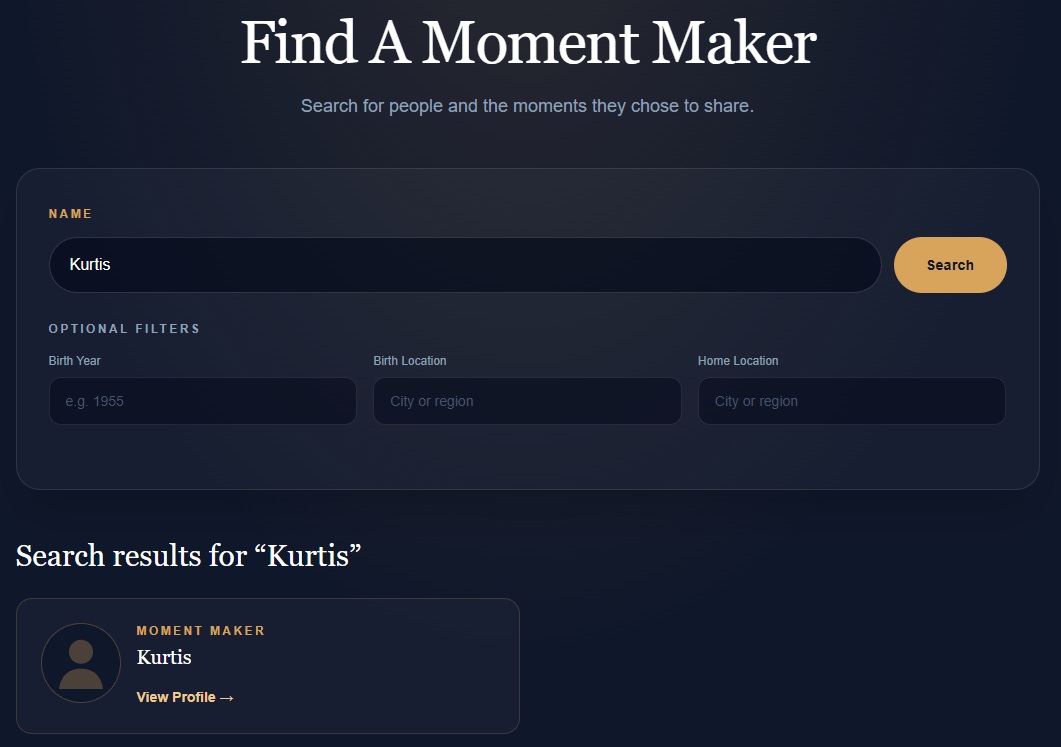 Find A Moment Maker
Search for people and the moments they chose to share.
NAME
Kurtis
Search
OPTIONAL FILTERS
Birth Year
Birth Location
Home Location
e.g. 1955
City or region
City or region
Search results for “Kurtis”
MOMENT MAKER
Kurtis
View Profile →